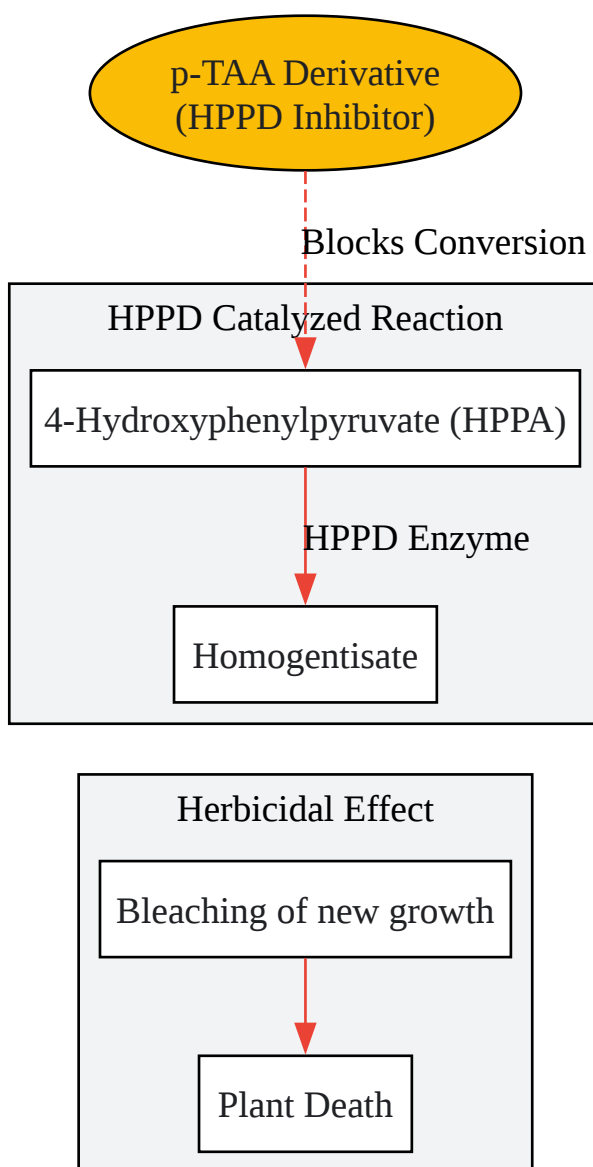 p-TAA Derivative
(HPPD Inhibitor)
Blocks Conversion
HPPD Catalyzed Reaction
4-Hydroxyphenylpyruvate (HPPA)
HPPD Enzyme
Homogentisate
Herbicidal Effect
Bleaching of new growth
Plant Death